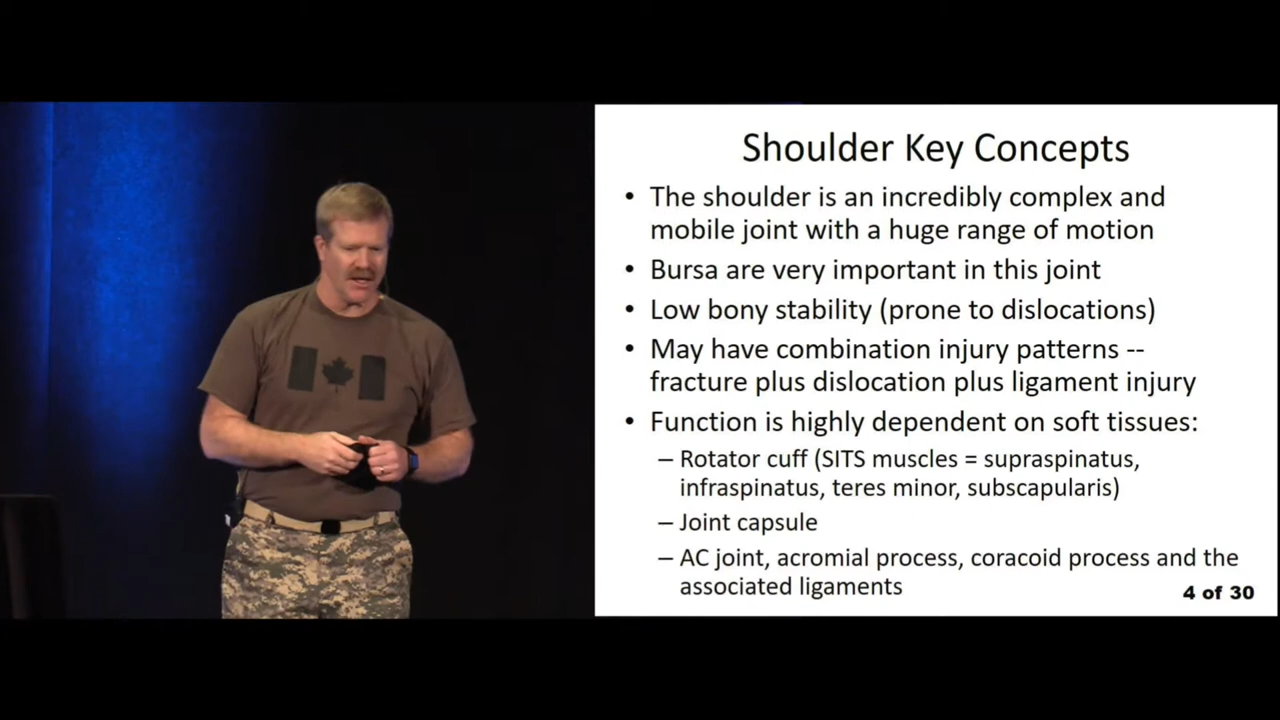 Shoulder Key Concepts
• The shoulder is an incredibly complex and
mobile joint with a huge range of motion
• Bursa are very important in this joint
• Low bony stability (prone to dislocations)
• May have combination injury patterns --
fracture plus dislocation plus ligament injury
• Function is highly dependent on soft tissues:
– Rotator cuff (SITS muscles = supraspinatus,
infraspinatus, teres minor, subscapularis)
– Joint capsule
– AC joint, acromial process, coracoid process and the
associated ligaments
4 of 30